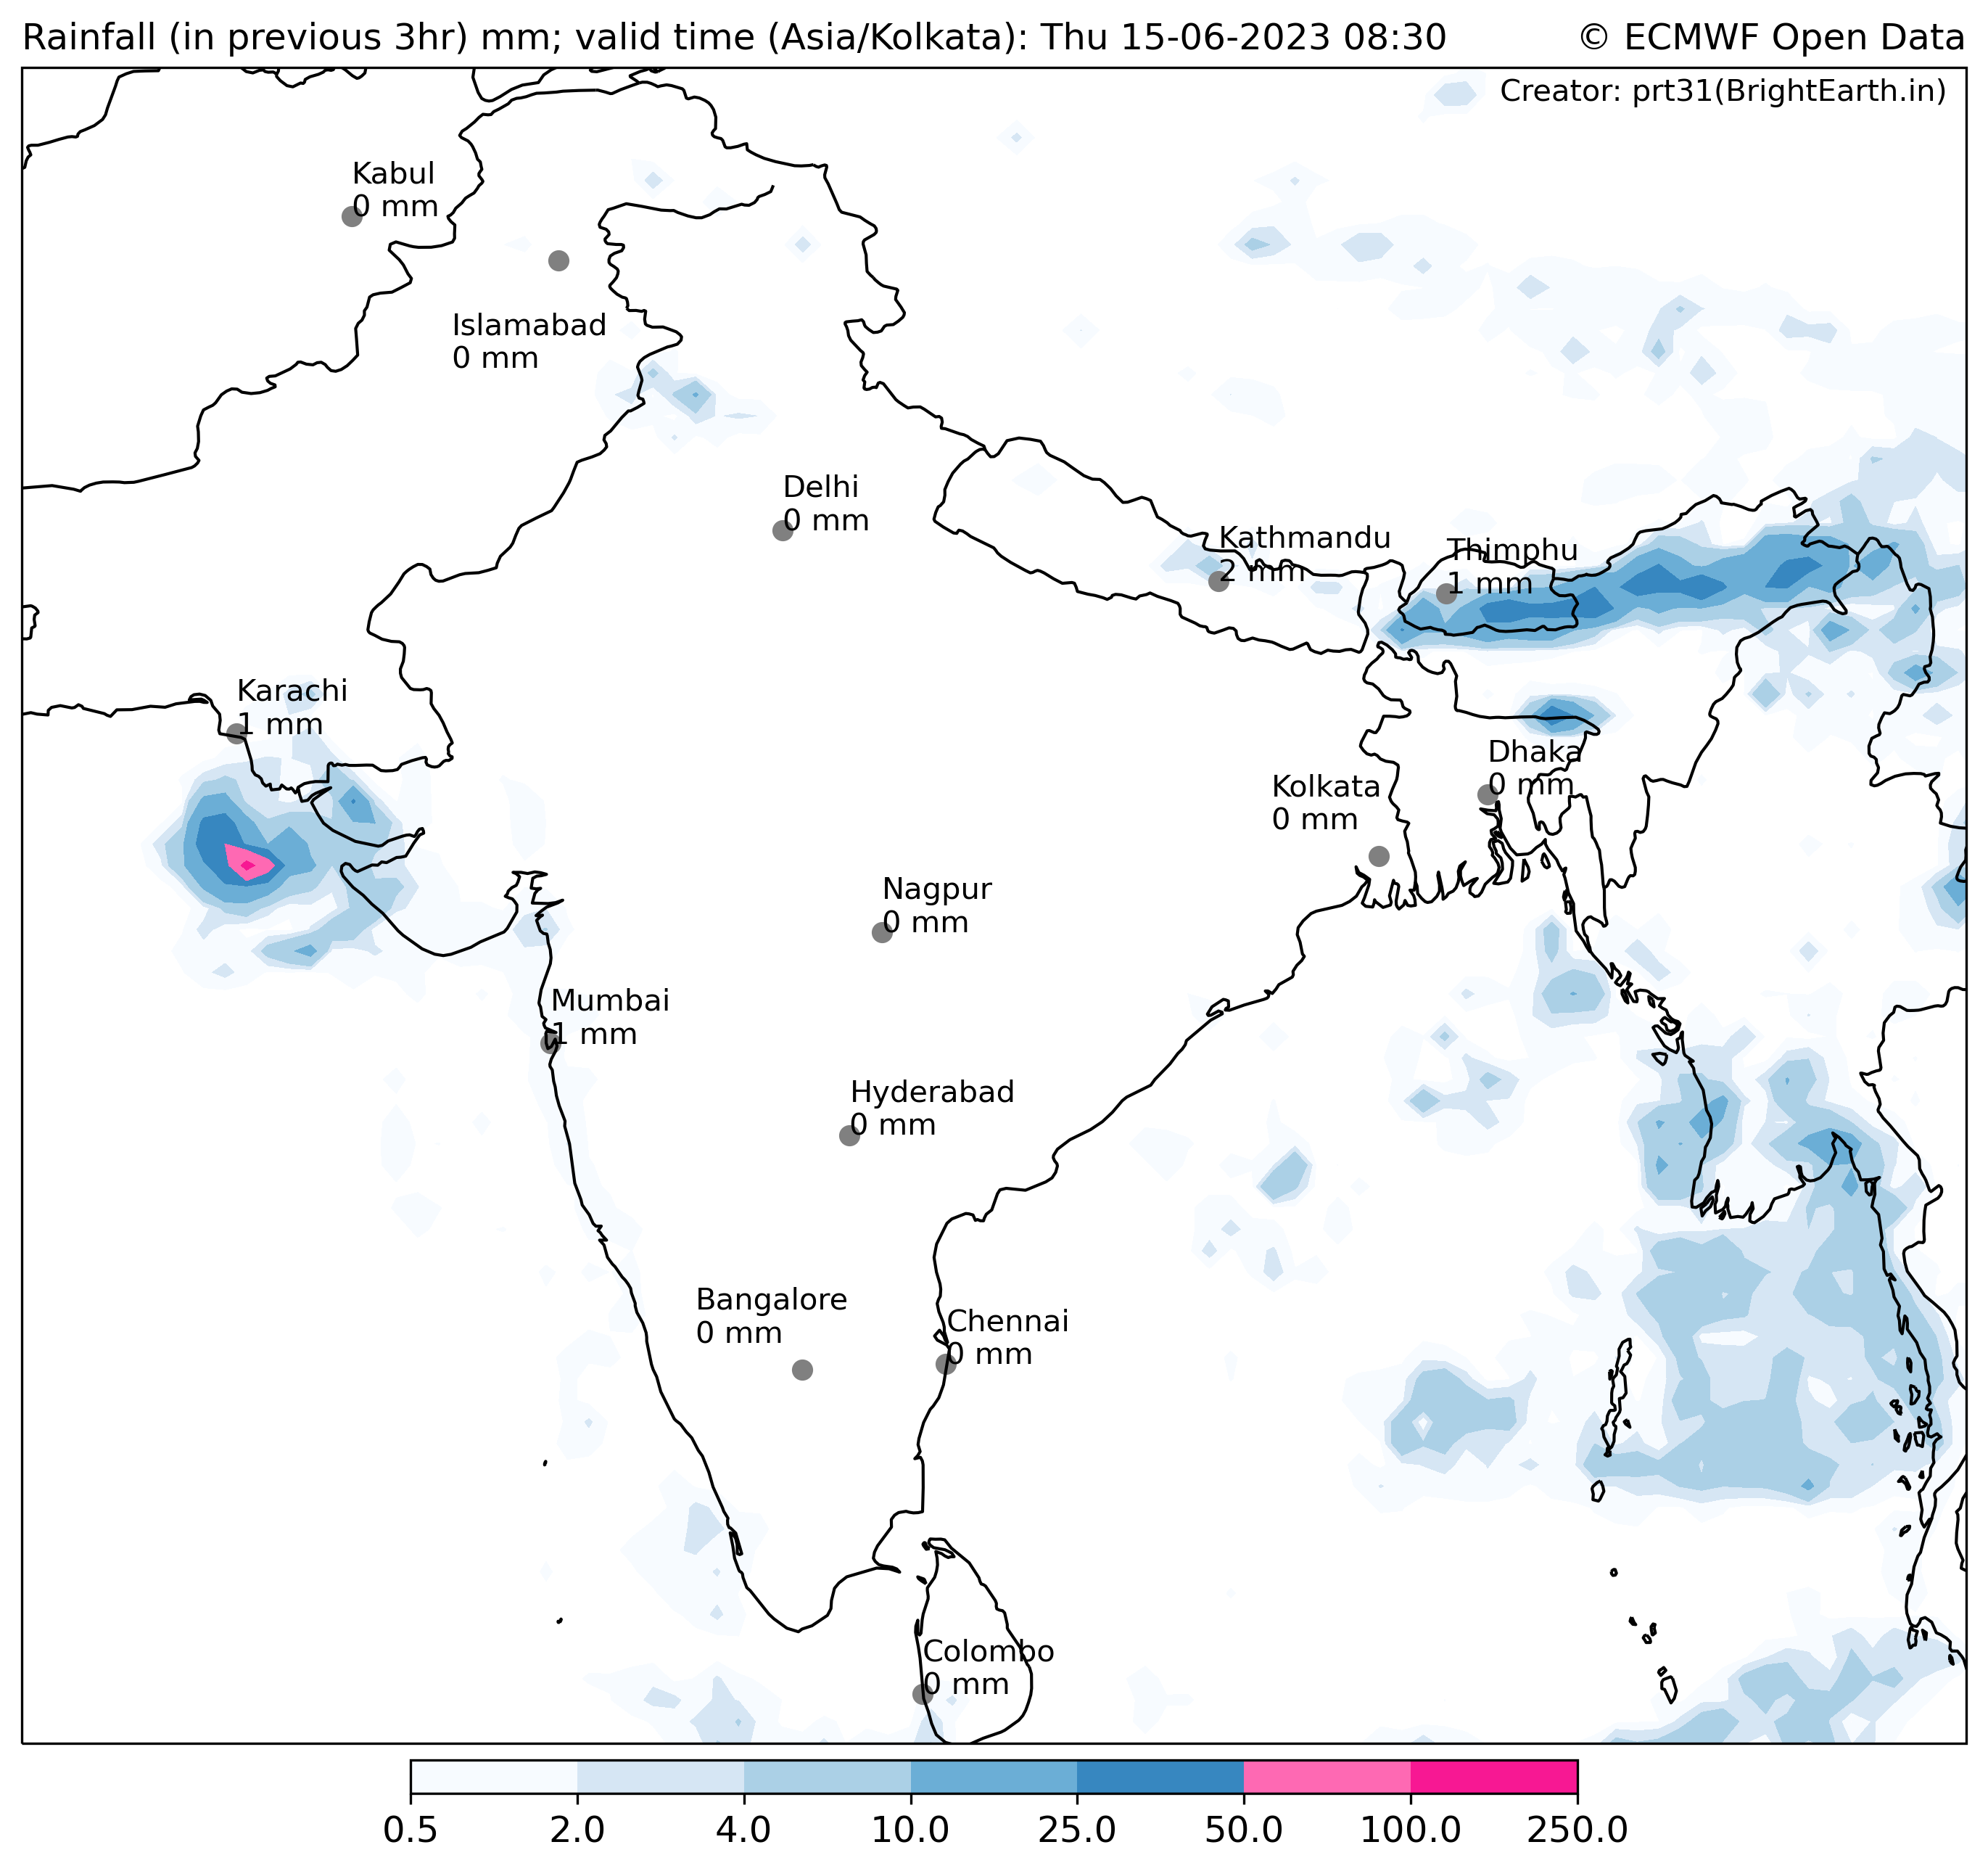 Rainfall (in previous 3hr) mm; valid time (Asia/Kolkata): Thu 15-06-2023 08:30
© ECMWF Open Data
Creator: prt31(BrightEarth.in)
Kabul
0 mm
Islamabad
0 mm
Delhi
0 mm
Kathmandu
2 mm
Thimphu
1 mm
Karachi
1 mm
Dhaka
0 mm
Kolkata
0 mm
Nagpur
0 mm
Mumbai
1 mm
Hyderabad
0 mm
Bangalore
0 mm
Chennai
0 mm
Colombo
0 mm
0.5 2.0 4.0 10.0 25.0 50.0 100.0 250.0